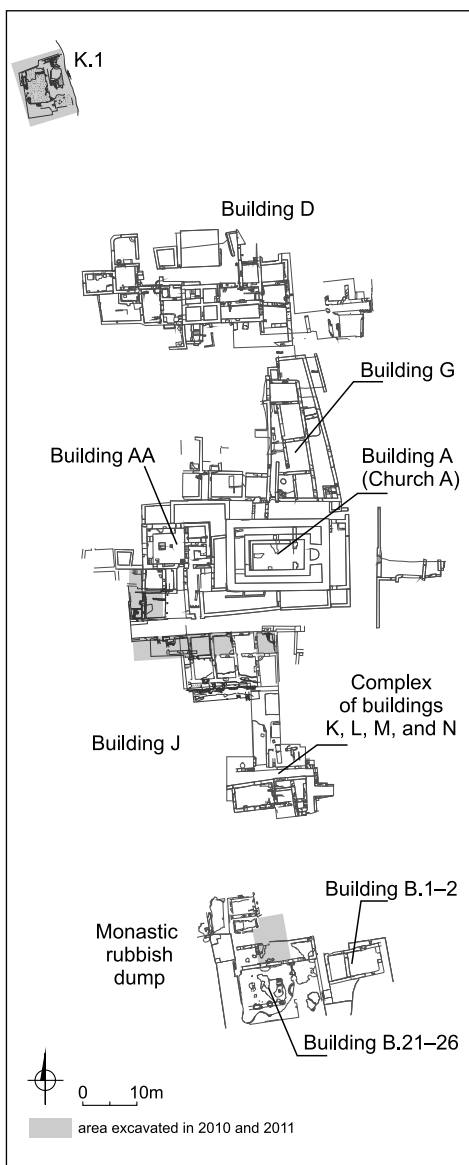 K.1
Building D
Building G
Building AA
Building A
(Church A)
Complex
of buildings
K, L, M, and N
Building J
Building B.1–2
Monastic
rubbish
dump
Building B.21–26
0 10m
area excavated in 2010 and 2011